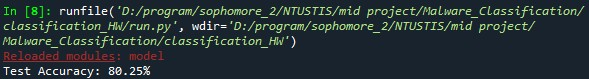 In [8]: runfile('D:/program/sophomore_2/NTUSTIS/mid project/Malware_Classification/
classification_HW/run.py', wdir='D:/program/sophomore_2/NTUSTIS/mid project/
Malware_Classification/classification_HW')
Reloaded modules: model
Test Accuracy: 80.25%